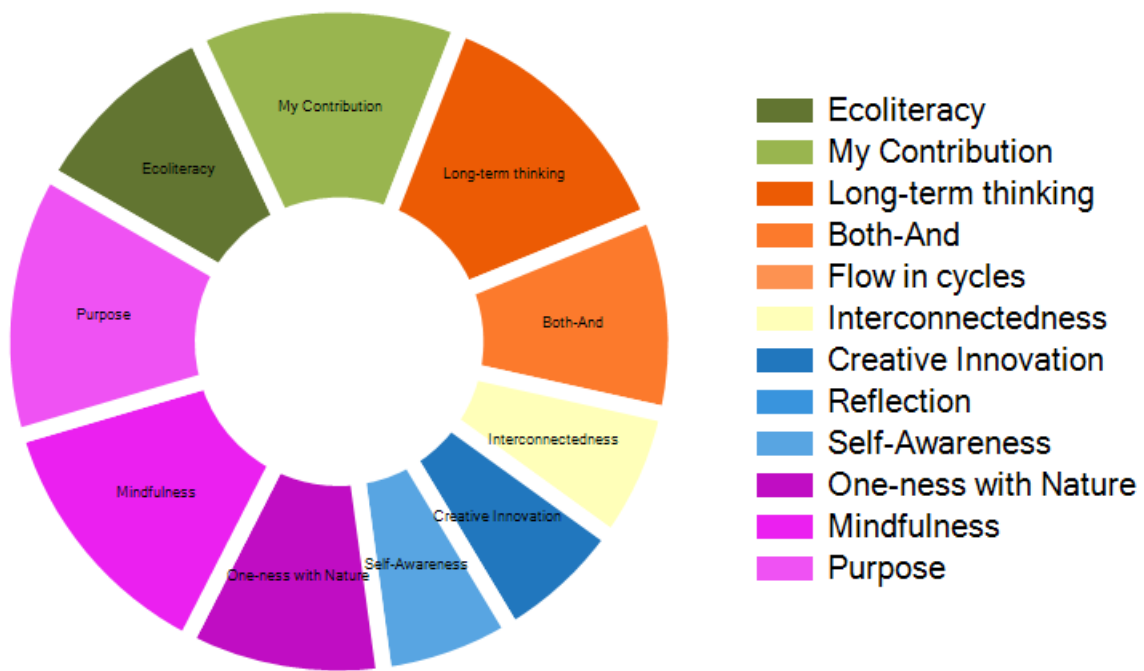 My Contribution
Ecoliteracy
Long-term thinking
Purpose
Both-And
Interconnectedness
Mindfulness
Creative Innovation
Self-Awareness
One-ness with Nature
Ecoliteracy
My Contribution
Long-term thinking
Both-And
Flow in cycles
Interconnectedness
Creative Innovation
Reflection
Self-Awareness
One-ness with Nature
Mindfulness
Purpose